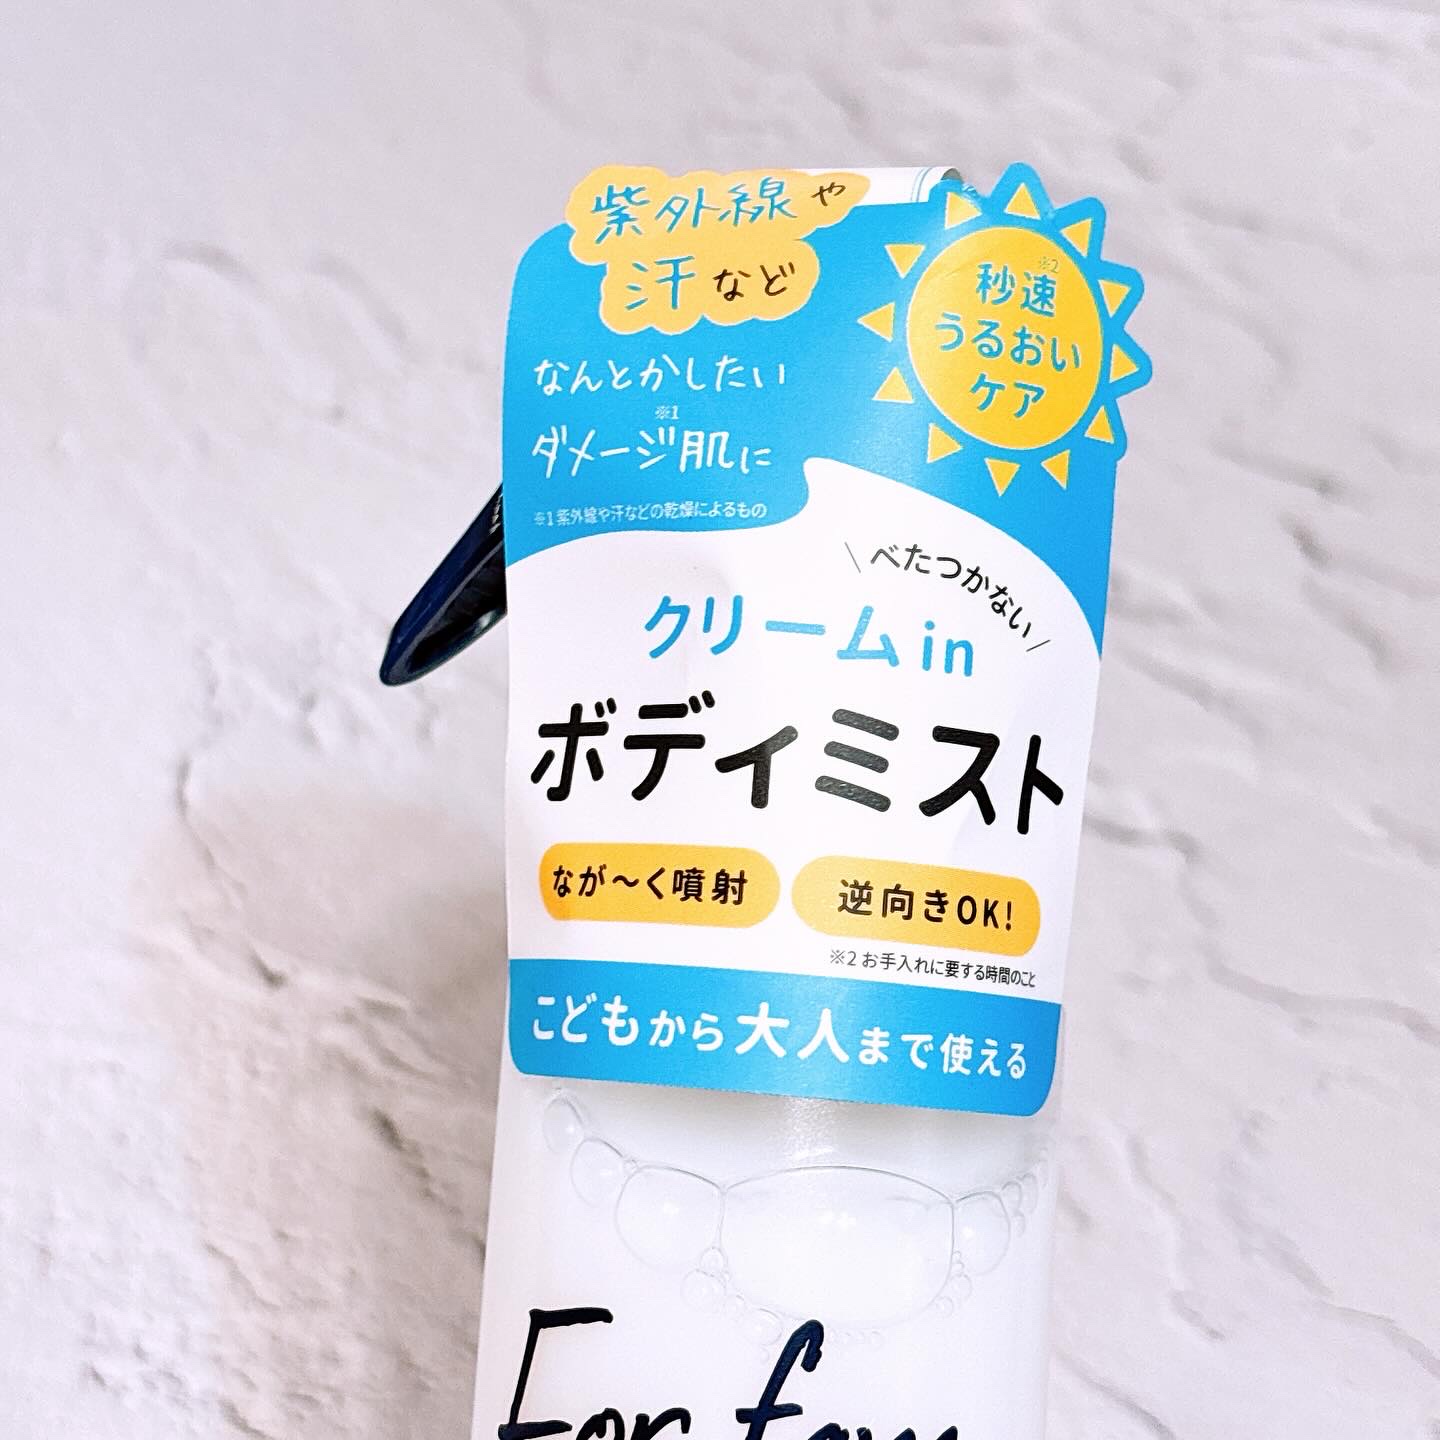 紫外線や
汗など
なんとかしたい
※1
ダメージ肌に
※1 紫外線や汗などの乾燥によるもの
※2
秒速
うるおい
ケア
\ べたつかない /
クリームin
ボディミスト
なが～く噴射
逆向きOK!
※2 お手入れに要する時間のこと
こどもから大人まで使える
For fam